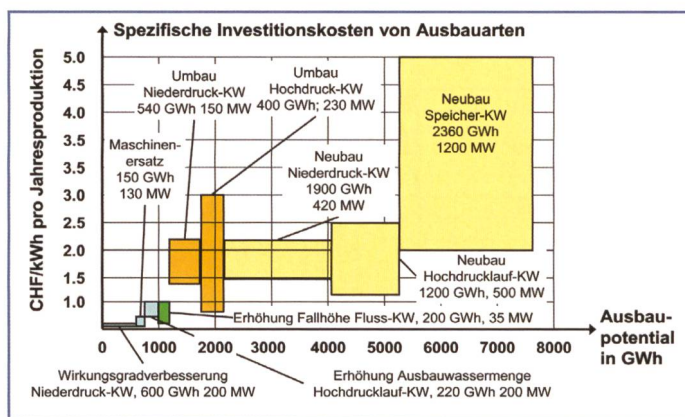 Spezifische Investitionskosten von Ausbauarten
CHF/kWh pro Jahresproduktion
5.0
4.5
4.0
3.0
2.5
2.0
1.5
1.0
Umbau
Niederdruck-KW
540 GWh 150 MW
Umbau
Hochdruck-KW
400 GWh; 230 MW
Maschinen-
ersatz
150 GWh
130 MW
Neubau
Niederdruck-KW
1900 GWh
420 MW
Neubau
Speicher-KW
2360 GWh
1200 MW
Neubau
Hochdrucklauf-KW
1200 GWh, 500 MW
Erhöhung Fallhöhe Fluss-KW, 200 GWh, 35 MW
0 1000 2000 3000 4000 5000 6000 7000 8000
Ausbau-
potential
in GWh
Wirkungsgradverbesserung
Niederdruck-KW, 600 GWh 200 MW
Erhöhung Ausbauwassermenge
Hochdrucklauf-KW, 220 GWh 200 MW